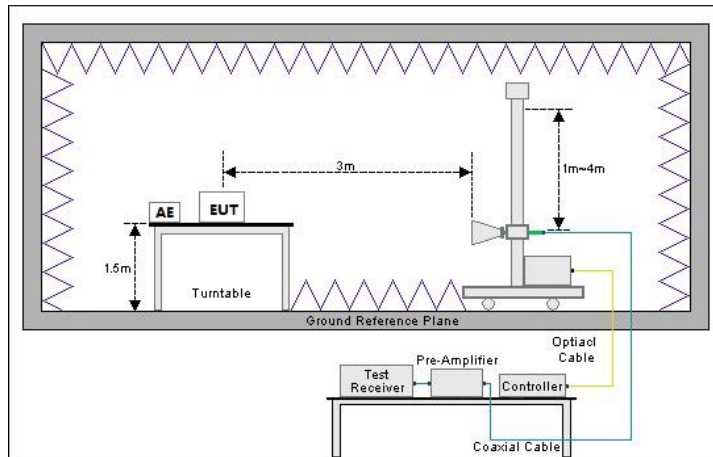 3m
1m~4m
AE
EUT
1.5m
Turntable
Ground Reference Plane
Optiacl
Cable
Pre-Amplifier
Test
Receiver
Controller
Coaxial Cable